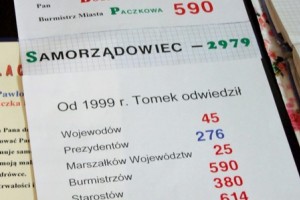 Pan
Burmistrz Miasta PACZKOWA 590
SAMORZĄDOWIEC – 2979
Od 1999 r. Tomek odwiedził
Wojewodów 45
Prezydentów 276
Marszałków Województw 25
Burmistrzów 590
Starostów 380
614